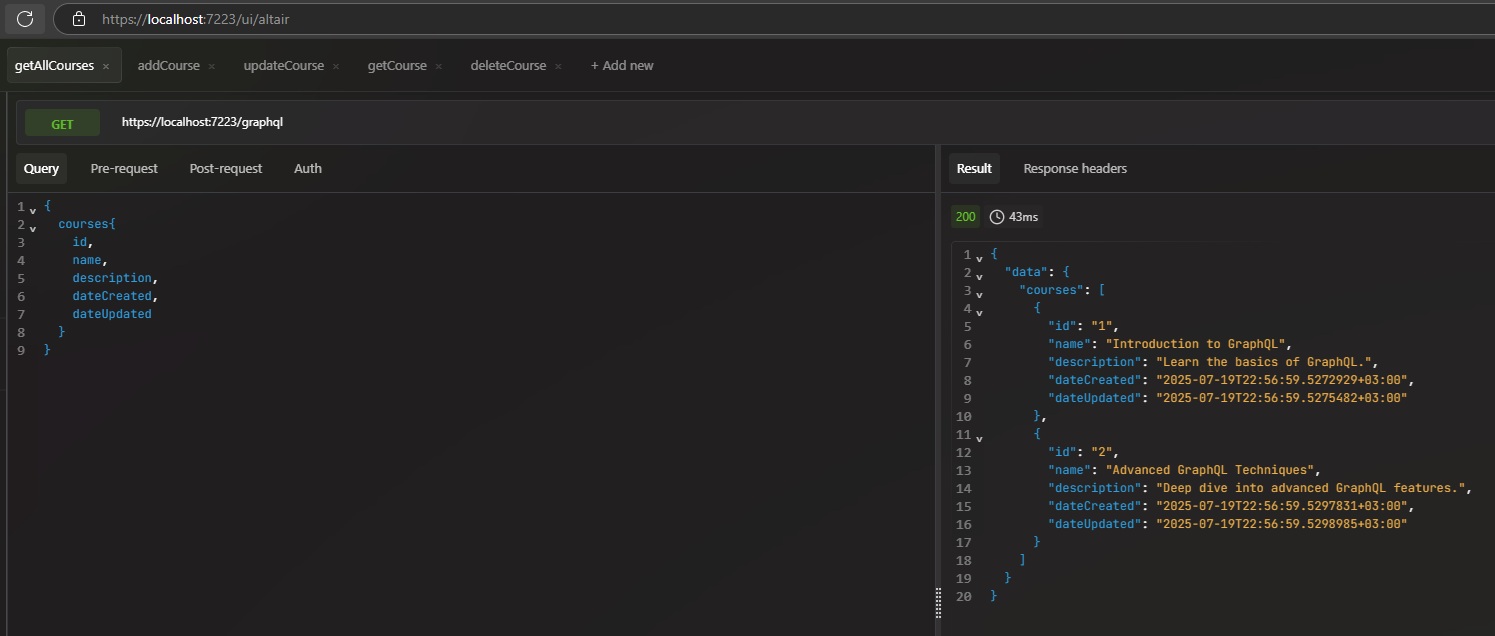 https://localhost:7223/ui/altair
getAllCourses × addCourse × updateCourse × getCourse × deleteCourse × + Add new
GET https://localhost:7223/graphql
Query Pre-request Post-request Auth
1 {
2 courses{
3 id,
4 name,
5 description,
6 dateCreated,
7 dateUpdated
8 }
9 }
Result Response headers
200 43ms
1 {
2 "data": {
3 "courses": [
4 {
5 "id": "1",
6 "name": "Introduction to GraphQL",
7 "description": "Learn the basics of GraphQL.",
8 "dateCreated": "2025-07-19T22:56:59.5272929+03:00",
9 "dateUpdated": "2025-07-19T22:56:59.5275482+03:00"
10 },
11 {
12 "id": "2",
13 "name": "Advanced GraphQL Techniques",
14 "description": "Deep dive into advanced GraphQL features.",
15 "dateCreated": "2025-07-19T22:56:59.5297831+03:00",
16 "dateUpdated": "2025-07-19T22:56:59.5298985+03:00"
17 }
18 ]
19 }
20 }